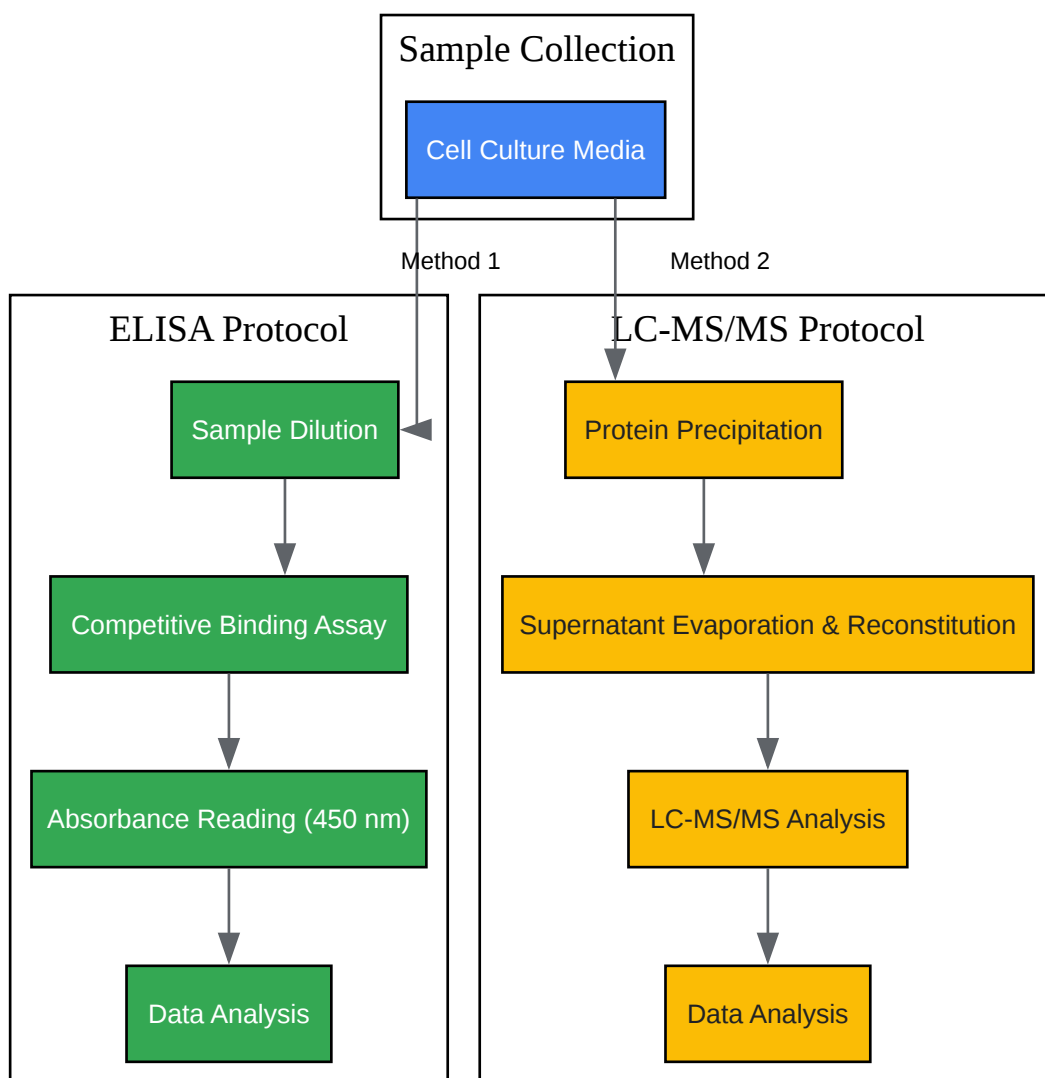 Sample Collection
Cell Culture Media
Method 1
Method 2
ELISA Protocol
Sample Dilution
Competitive Binding Assay
Absorbance Reading (450 nm)
Data Analysis
LC-MS/MS Protocol
Protein Precipitation
Supernatant Evaporation & Reconstitution
LC-MS/MS Analysis
Data Analysis